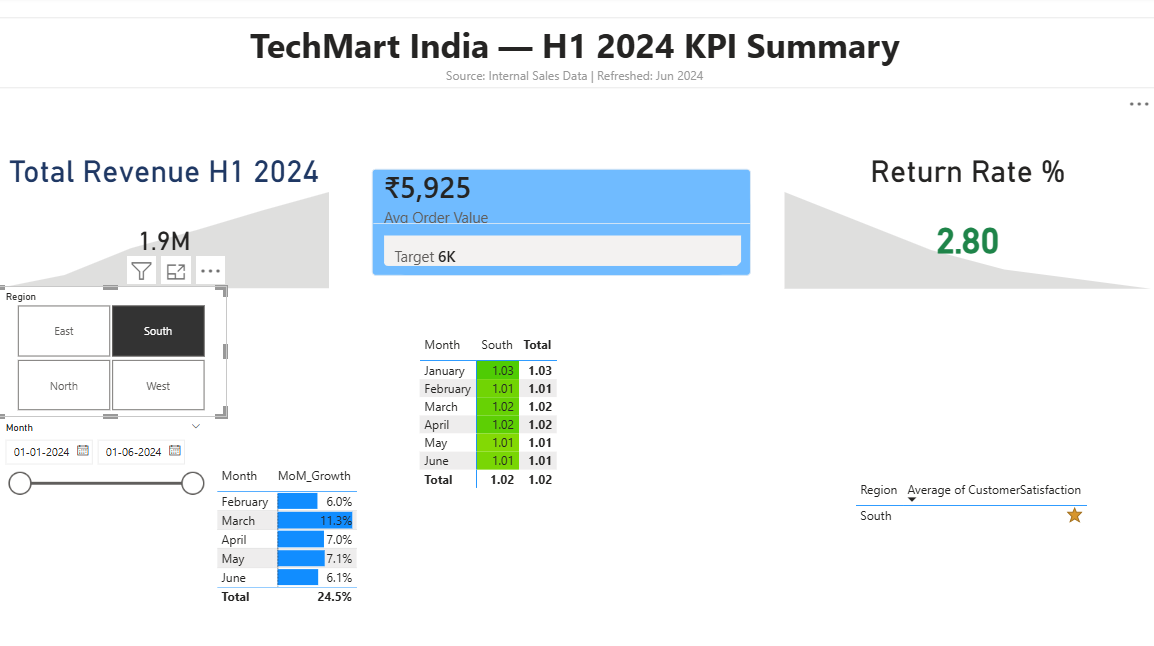 TechMart India — H1 2024 KPI Summary
Source: Internal Sales Data | Refreshed: Jun 2024
Total Revenue H1 2024
1.9M
₹5,925
Avg Order Value
Target 6K
Return Rate %
2.80
Region
East South
North West
Month
01-01-2024 01-06-2024
Month South Total
January 1.03 1.03
February 1.01 1.01
March 1.02 1.02
April 1.02 1.02
May 1.01 1.01
June 1.01 1.01
Total 1.02 1.02
Month MoM_Growth
February 6.0%
March 11.3%
April 7.0%
May 7.1%
June 6.1%
Total 24.5%
Region Average of CustomerSatisfaction
South